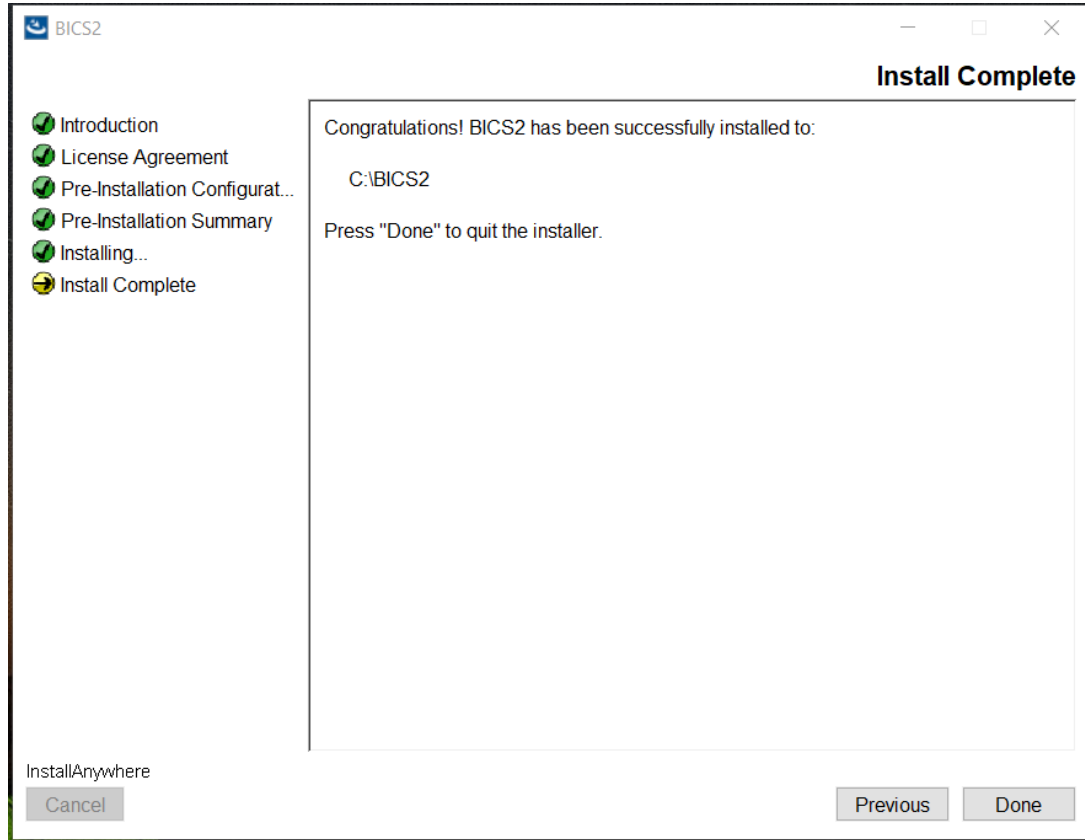 BICS2
Install Complete
Introduction
License Agreement
Pre-Installation Configurat...
Pre-Installation Summary
Installing...
Install Complete
Congratulations! BICS2 has been successfully installed to:
C:\BICS2
Press "Done" to quit the installer.
InstallAnywhere
Cancel
Previous
Done